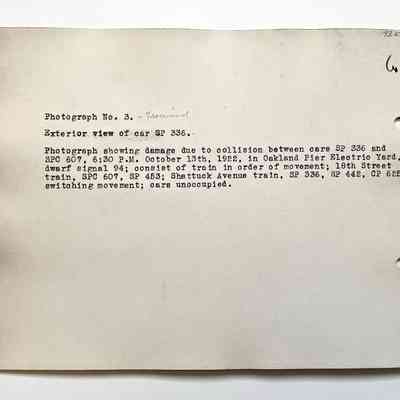 Photograph No. 3.
Exterior view of car SP 336.
Photograph showing damage due to collision between cars SP 336 and
SPC 607, 6:30 P.M. October 13th, 1922, in Oakland Pier Electric Yard,
dwarf signal 94; consist of train in order of movement; 18th Street
train, SPC 607, SP 453; Shattuck Avenue train, SP 336, SP 442, CP
switching movement; cars unoccupied.